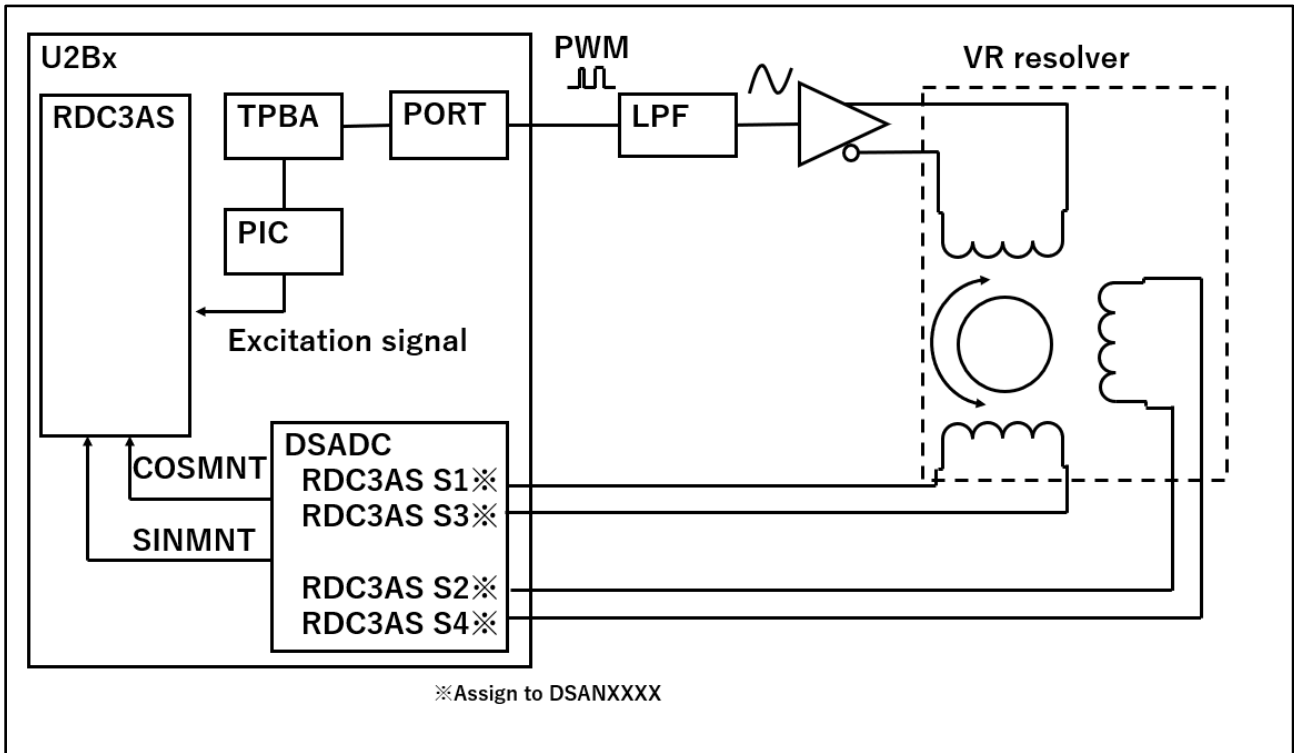 U2Bx
RDC3AS
TPBA
PORT
PWM
LPF
VR resolver
PIC
Excitation signal
DSADC
COSMNT
RDC3AS S1※
RDC3AS S3※
SINMNT
RDC3AS S2※
RDC3AS S4※
※Assign to DSANXXXX